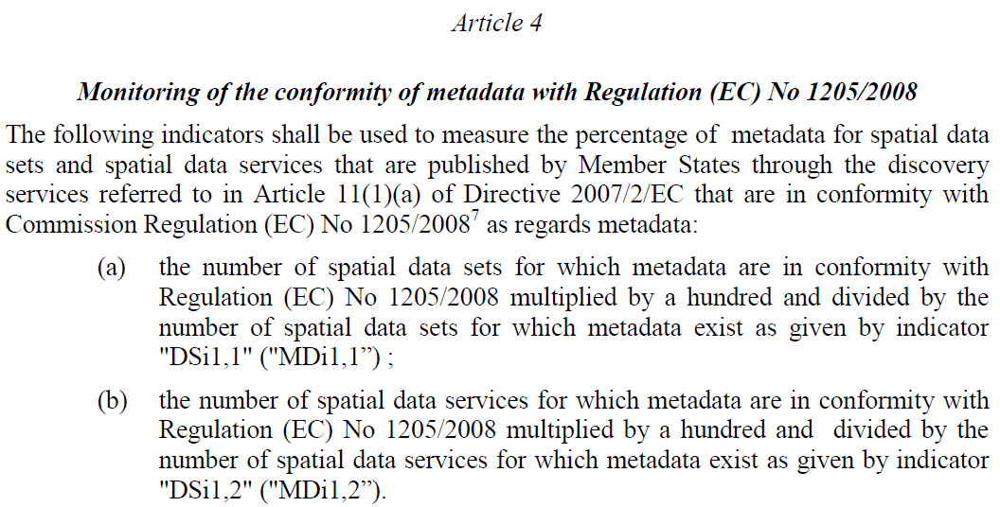 Article 4
Monitoring of the conformity of metadata with Regulation (EC) No 1205/2008
The following indicators shall be used to measure the percentage of  metadata for spatial data
sets and spatial data services that are published by Member States through the discovery
services referred to in Article 11(1)(a) of Directive 2007/2/EC that are in conformity with
Commission Regulation (EC) No 1205/2008⁷ as regards metadata:
(a) the number of spatial data sets for which metadata are in conformity with
Regulation (EC) No 1205/2008 multiplied by a hundred and divided by the
number of spatial data sets for which metadata exist as given by indicator
"DSi1,1" ("MDi1,1”) ;
(b) the number of spatial data services for which metadata are in conformity with
Regulation (EC) No 1205/2008 multiplied by a hundred and  divided by the
number of spatial data services for which metadata exist as given by indicator
"DSi1,2" ("MDi1,2”).